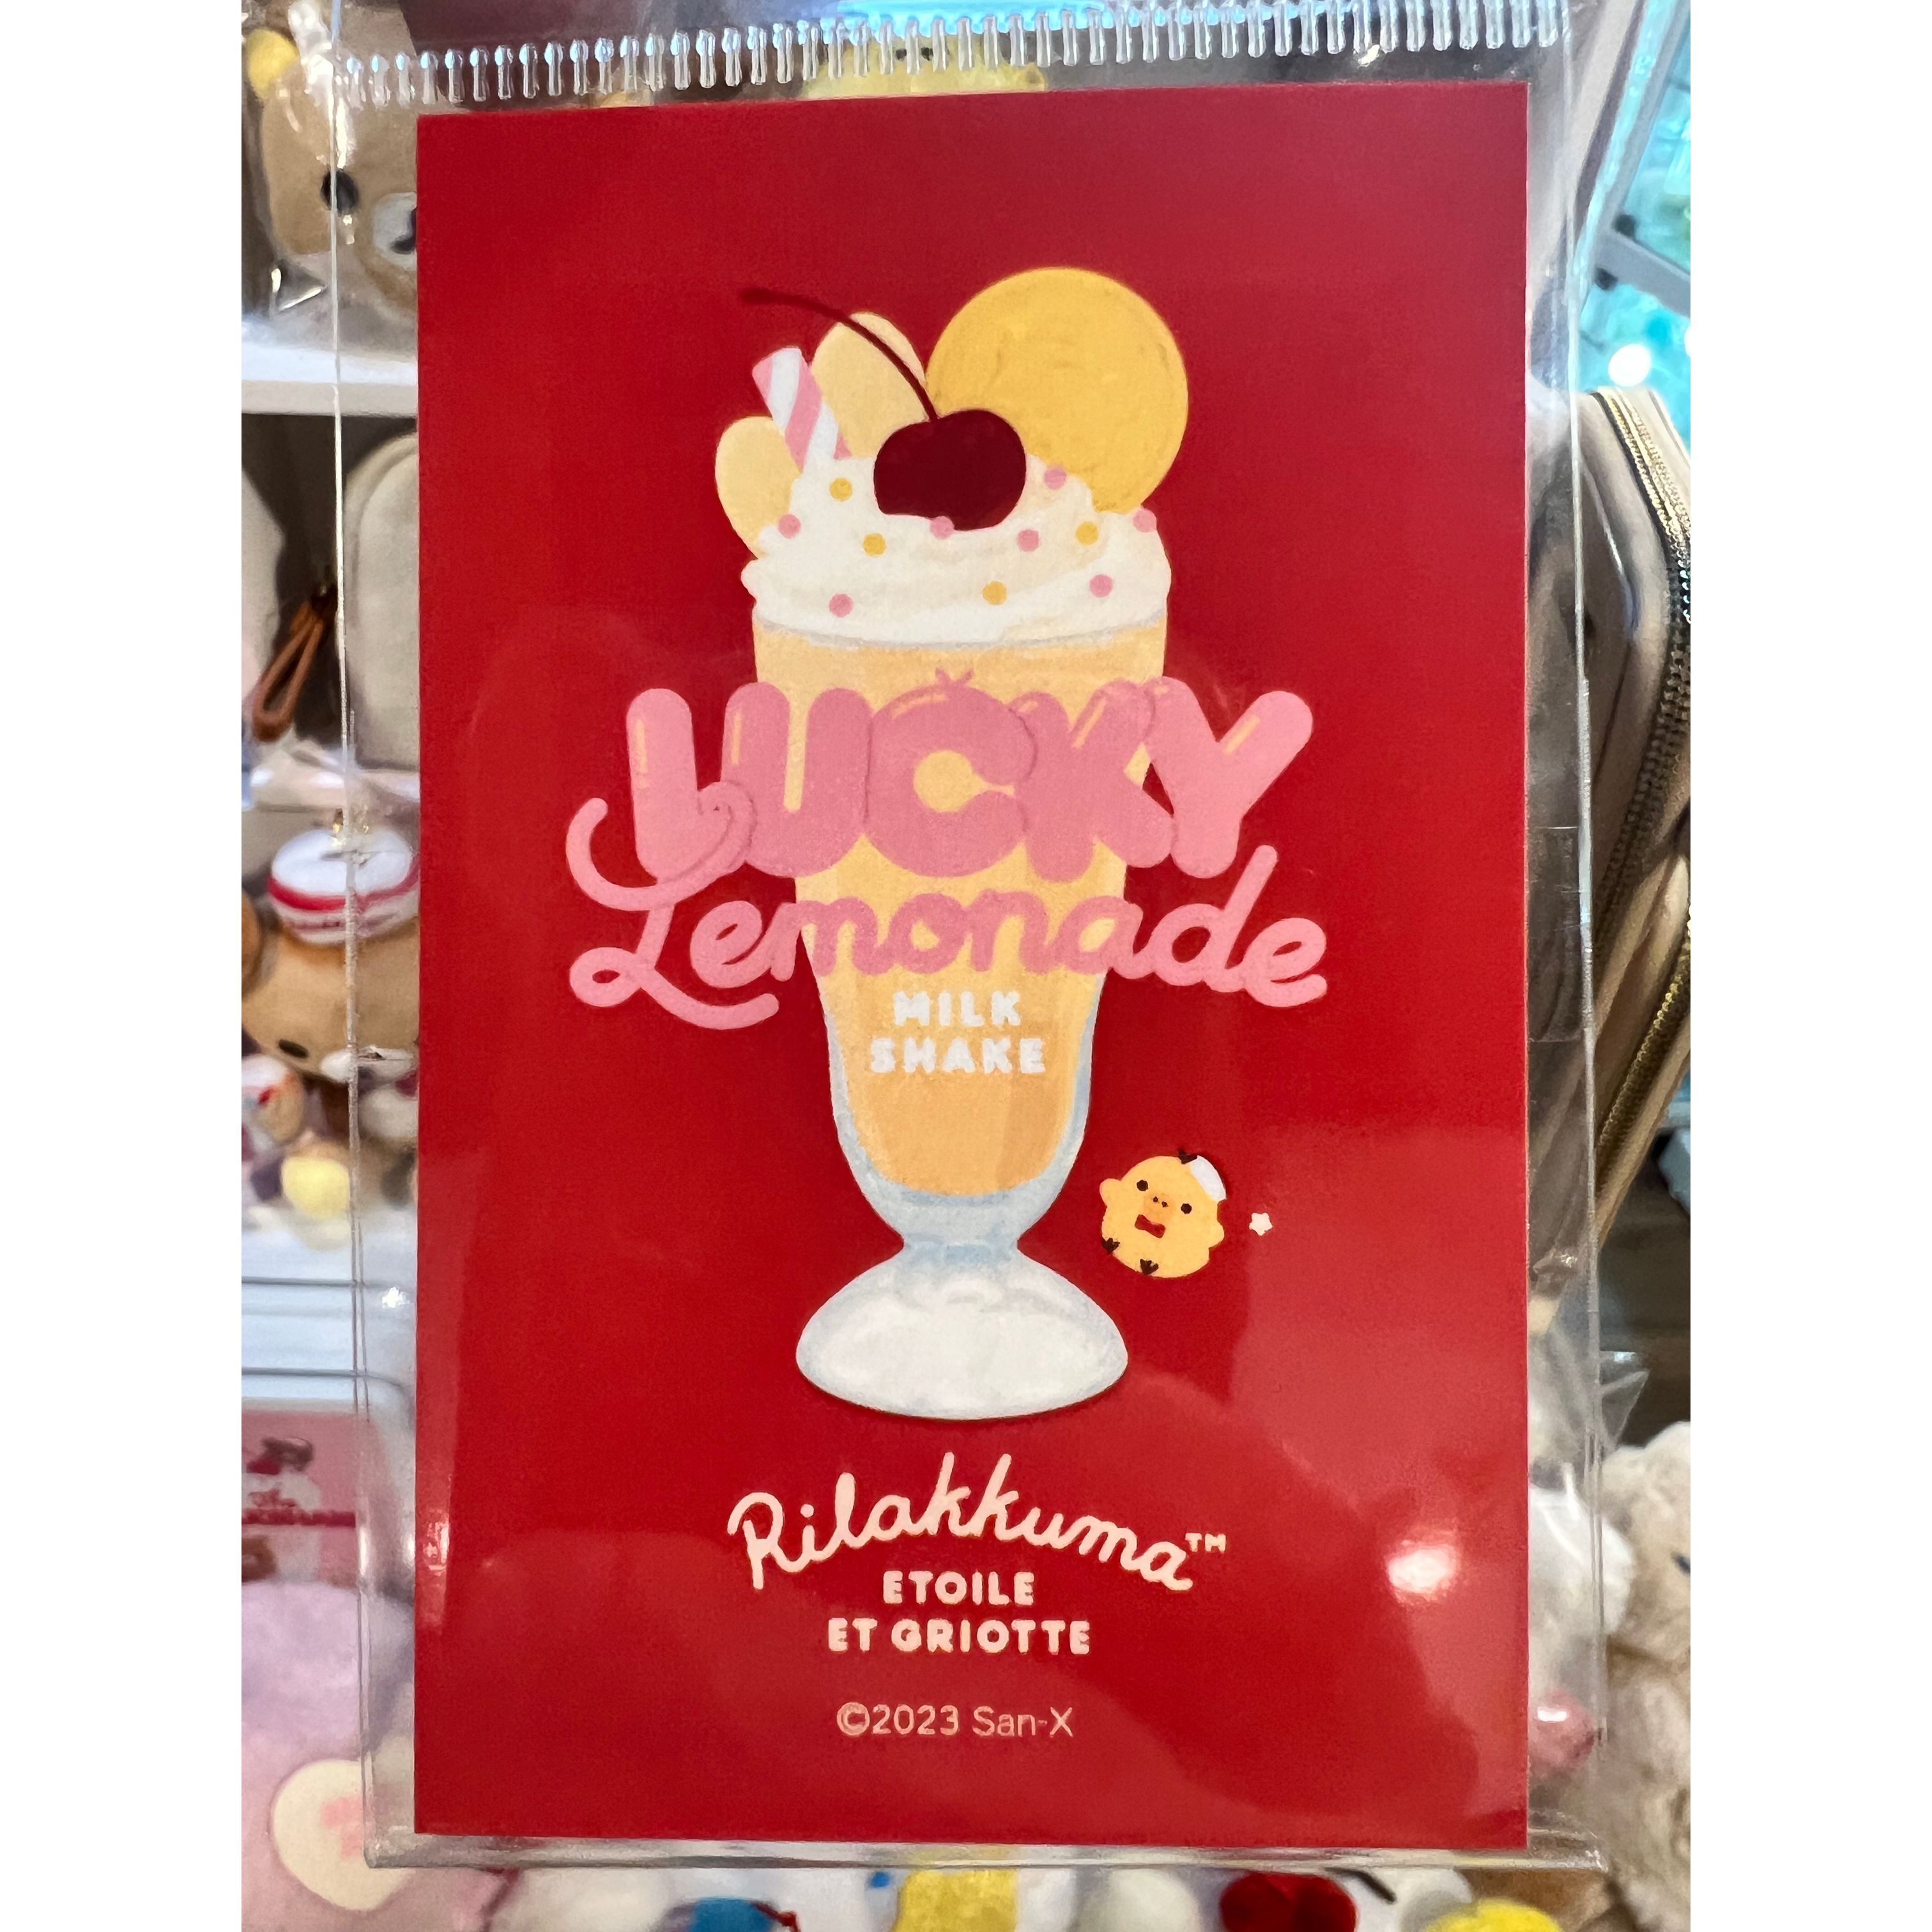 LUCKY
Lemonade
MILK
SHAKE
Rilakkuma™
ETOILE
ET GRIOTTE
©2023 San-X